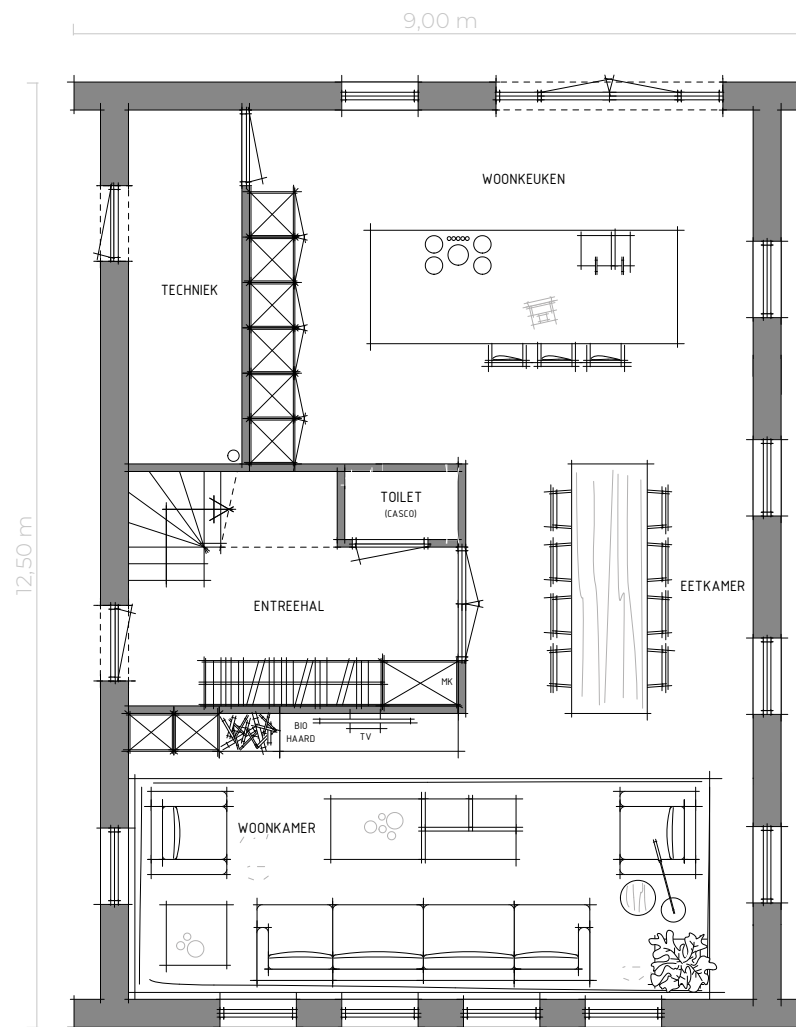 9,00 m
12,50 m
WOONKEUKEN
TECHNIEK
TOILET
(CASCO)
EETKAMER
ENTREEHAL
MK
BIO
HAARD
TV
WOONKAMER